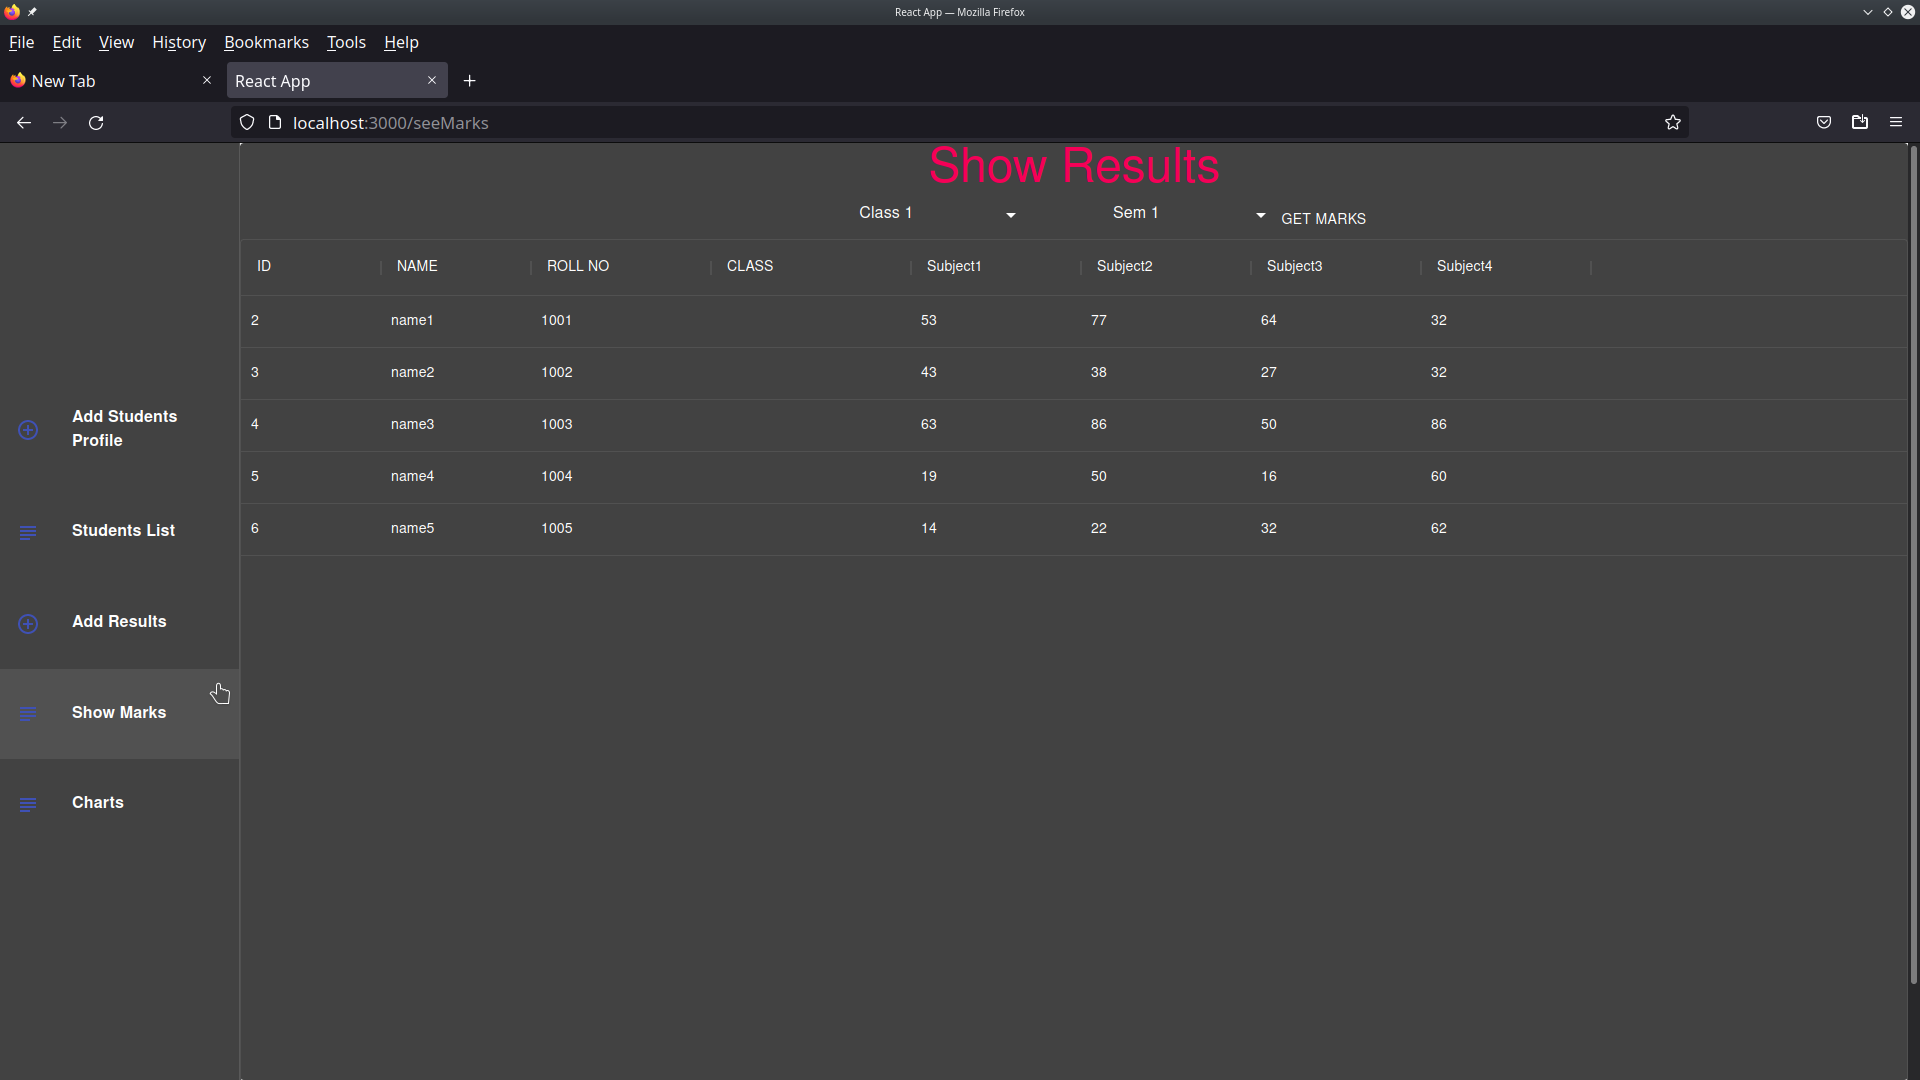 React App — Mozilla Firefox
File Edit View History Bookmarks Tools Help
New Tab React App
localhost:3000/seeMarks
Show Results
Class 1 Sem 1 GET MARKS
ID NAME ROLL NO CLASS Subject1 Subject2 Subject3 Subject4
2 name1 1001 53 77 64 32
3 name2 1002 43 38 27 32
4 name3 1003 63 86 50 86
5 name4 1004 19 50 16 60
6 name5 1005 14 22 32 62
Add Students
Profile
Students List
Add Results
Show Marks
Charts